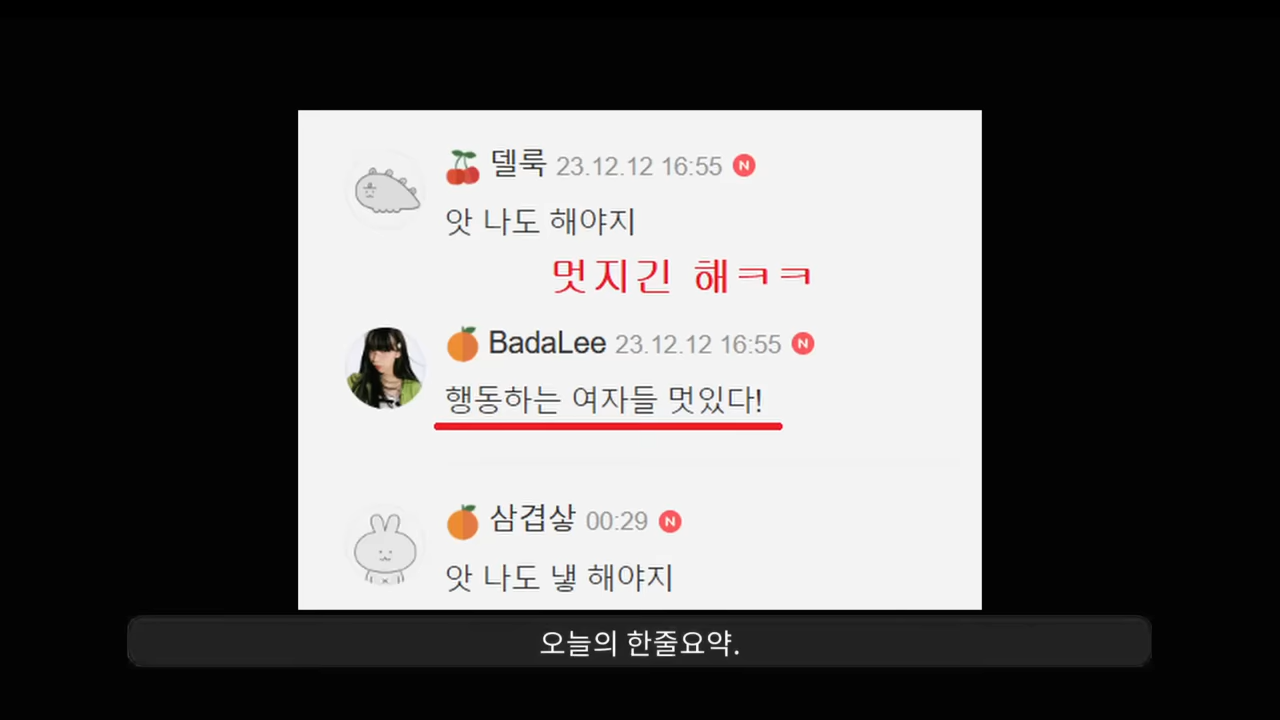 델룩 23.12.12 16:55 N
앗 나도 해야지
멋지긴 해ㅋㅋ
BadaLee 23.12.12 16:55 N
행동하는 여자들 멋있다!
삼겹샇 00:29 N
앗 나도 냏 해야지
오늘의 한줄요약.